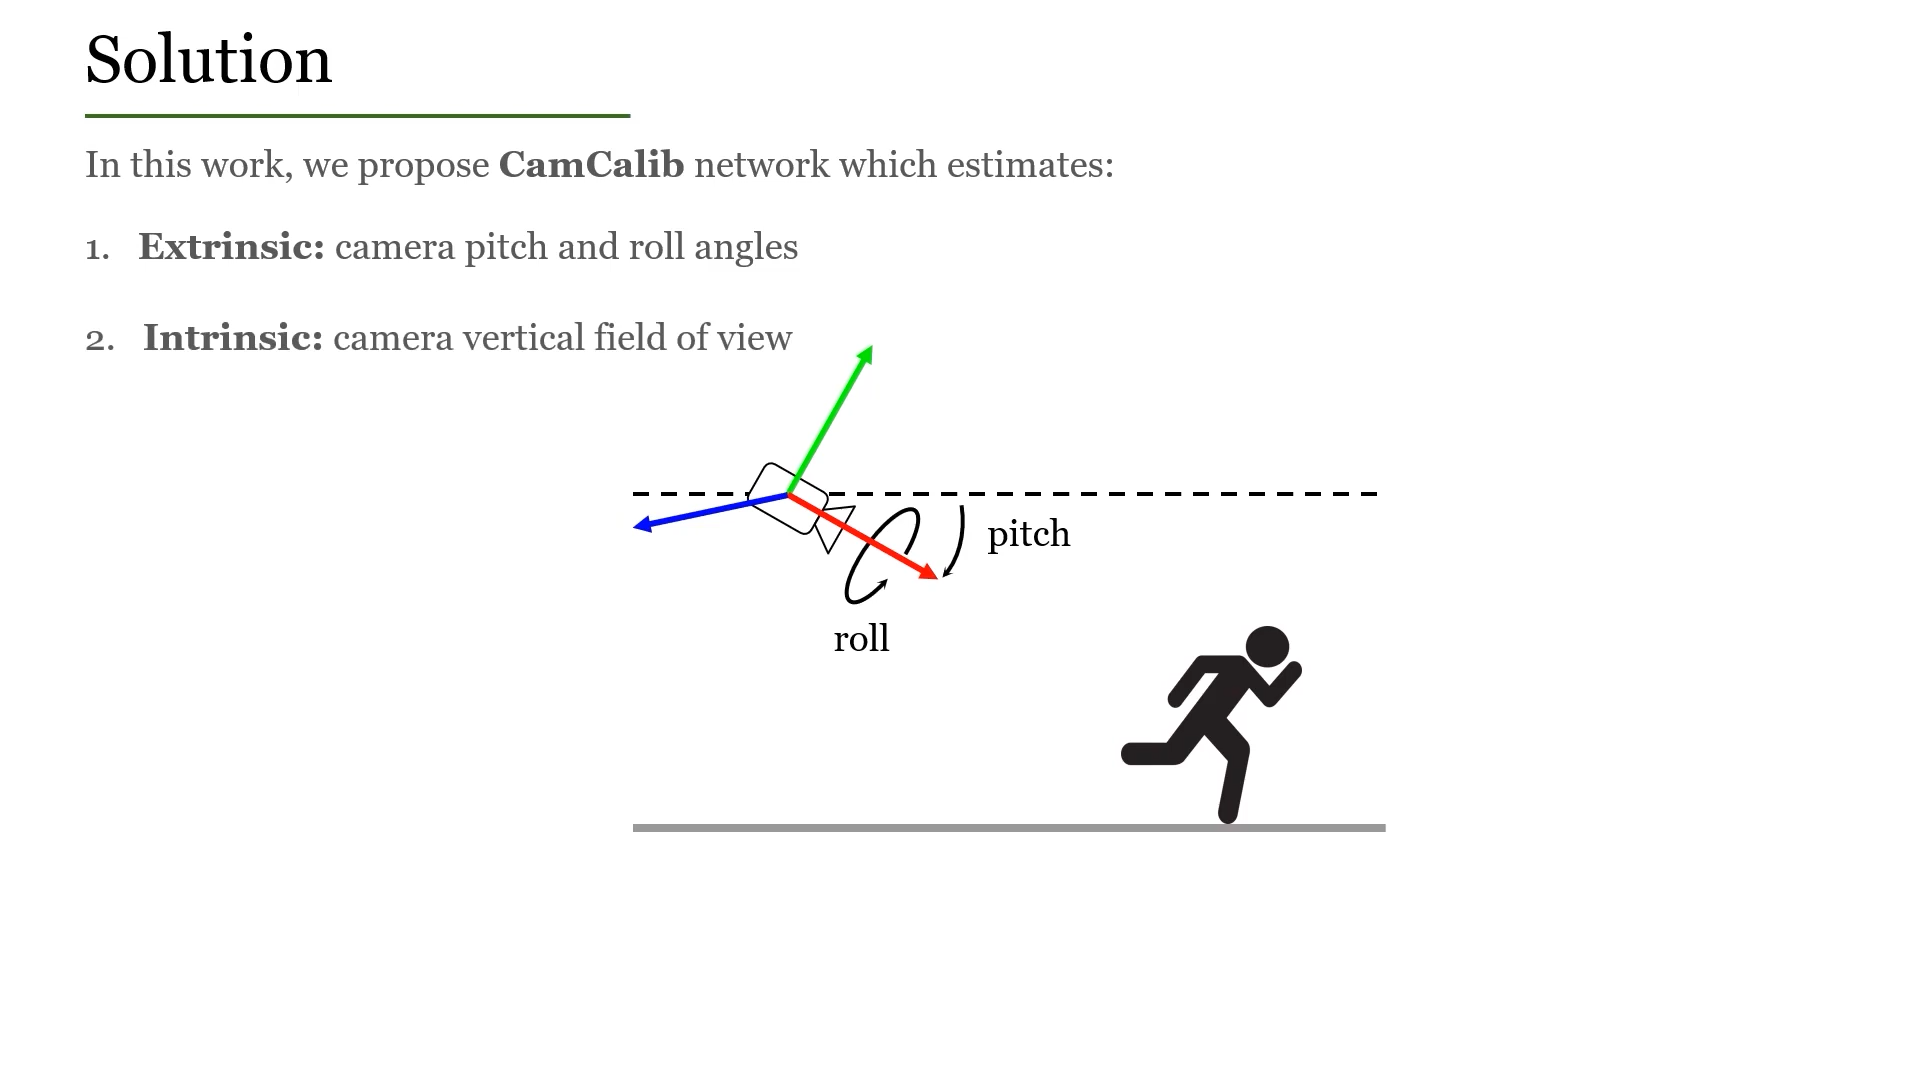 Solution
In this work, we propose CamCalib network which estimates:
1. Extrinsic: camera pitch and roll angles
2. Intrinsic: camera vertical field of view
pitch
roll